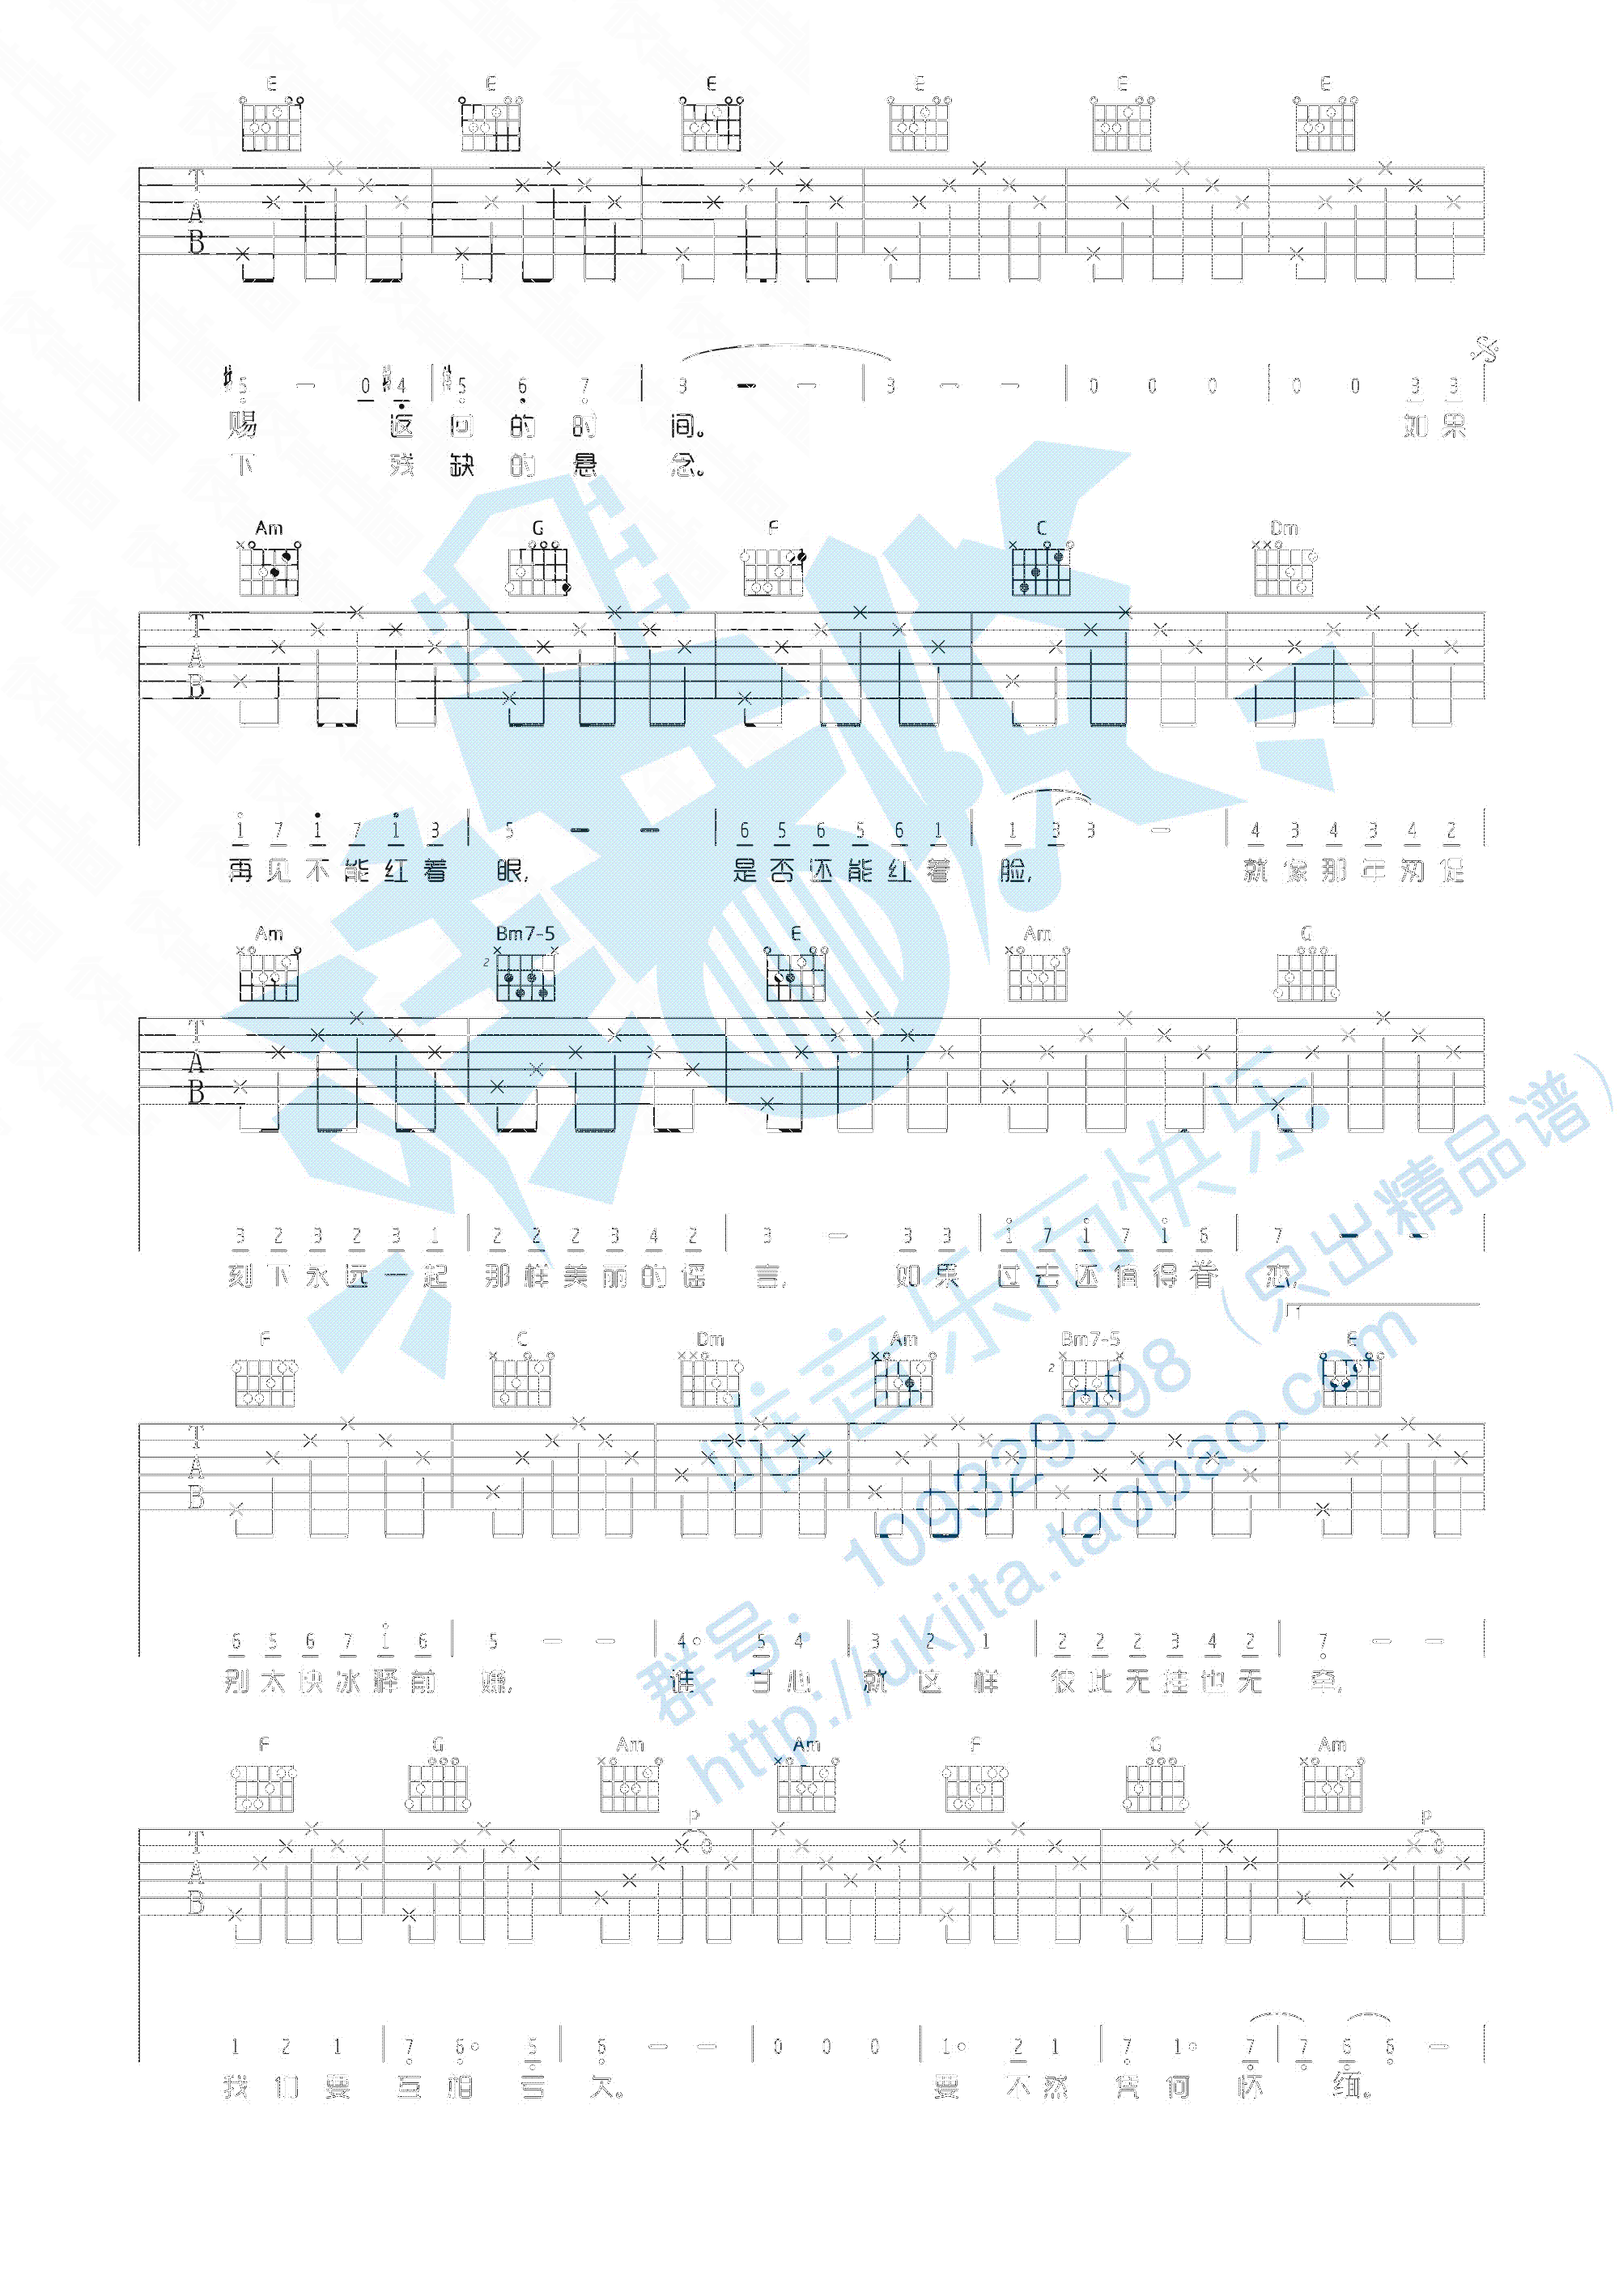 E E E E E E
T
A
B
#5 — 0 #4 #5 6 7 3 — — 3 — — 0 0 0 0 0 3 3
赐 返回的时间。 如果
下 残缺的悬念。
Am G F C Dm
T
A
B
1 7 1 7 1 3 5 — — 6 5 6 5 6 1 1 3 3 — 4 3 4 3 4 2
再见不能红着眼, 是否还能红着脸, 就像那年匆促
Am Bm7-5 E Am G
2
T
A
B
3 2 3 2 3 1 2 2 2 3 4 2 3 — 3 3 1 7 1 7 1 6 7 — —
刻下永远一起 那样美丽的谣言, 如果 过去还值得眷恋,
1
F C Dm Am Bm7-5 E
2
T
A
B
6 5 6 7 1 6 5 — — 4· 5 4 3 2 1 2 2 2 3 4 2 7 — —
别太快冰释前嫌, 谁 甘心就这样 彼此无挂也无牵,
F G Am Am F G Am
P P
T
A
B
1 2 1 7 6· 5 6 — — 0 0 0 1· 2 1 7 1· 7 7 6 6 —
我们要互相亏欠。 要不然凭何怀缅。
唯音乐而快乐
群号：109329398（只出精品谱）
http://ukjita.taobao.com